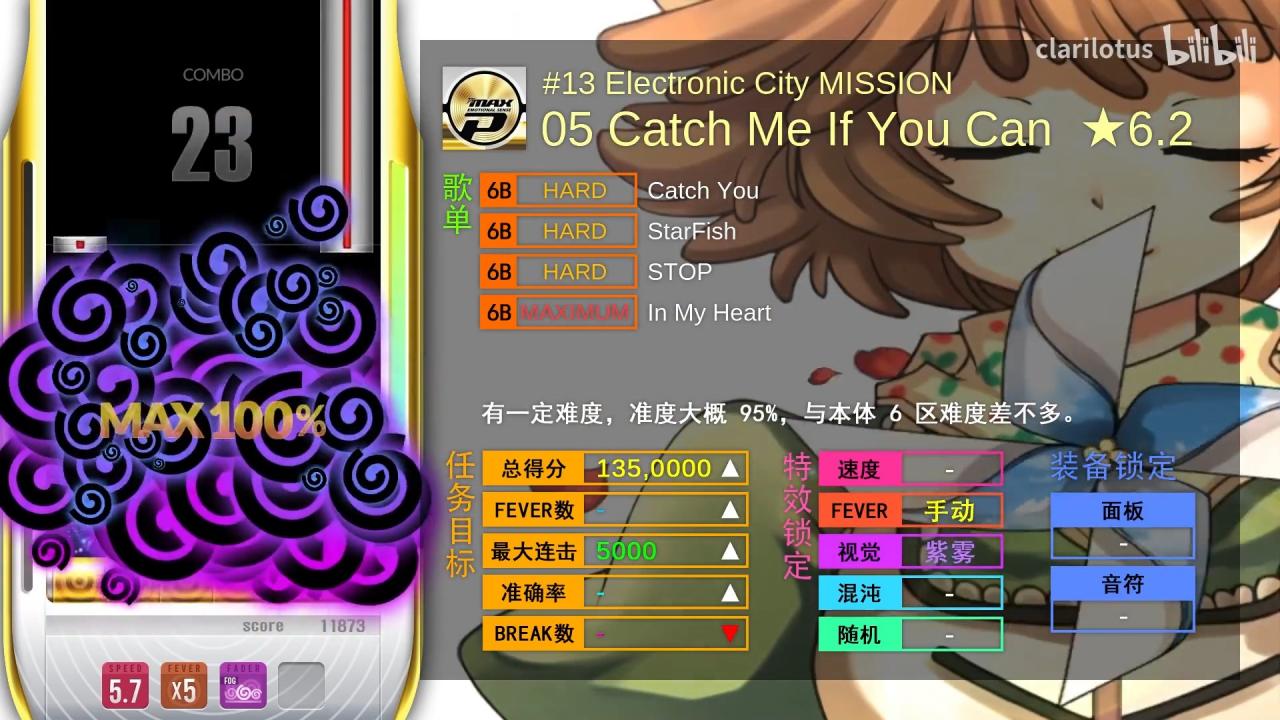 COMBO
23
MAX 100%
score 11873
SPEED
5.7
FEVER
X5
FADER
FOG
clarilotus bilibili
MAX
EMOTIONAL SENSE
P
#13 Electronic City MISSION
05 Catch Me If You Can ★6.2
歌单
6B HARD Catch You
6B HARD StarFish
6B HARD STOP
6B MAXIMUM In My Heart
有一定难度，准度大概 95%，与本体 6 区难度差不多。
任务目标
总得分 135,0000 ▲
FEVER数 - ▲
最大连击 5000 ▲
准确率 - ▲
BREAK数 - ▼
特效锁定
速度 -
FEVER 手动
视觉 紫雾
混沌 -
随机 -
装备锁定
面板
-
音符
-